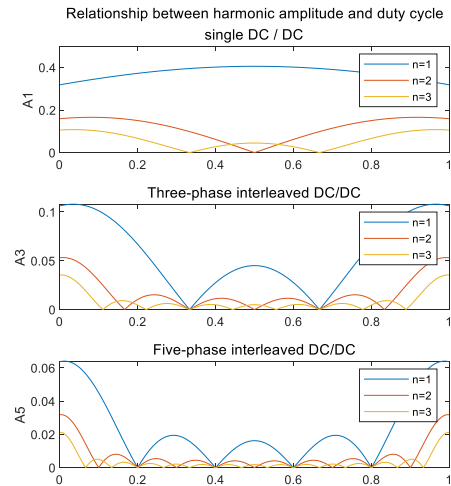 Relationship between harmonic amplitude and duty cycle
single DC / DC
A1
0.4
0.2
0
n=1
n=2
n=3
0 0.2 0.4 0.6 0.8 1
Three-phase interleaved DC/DC
A3
0.1
0.05
0
n=1
n=2
n=3
0 0.2 0.4 0.6 0.8 1
Five-phase interleaved DC/DC
A5
0.06
0.04
0.02
0
n=1
n=2
n=3
0 0.2 0.4 0.6 0.8 1